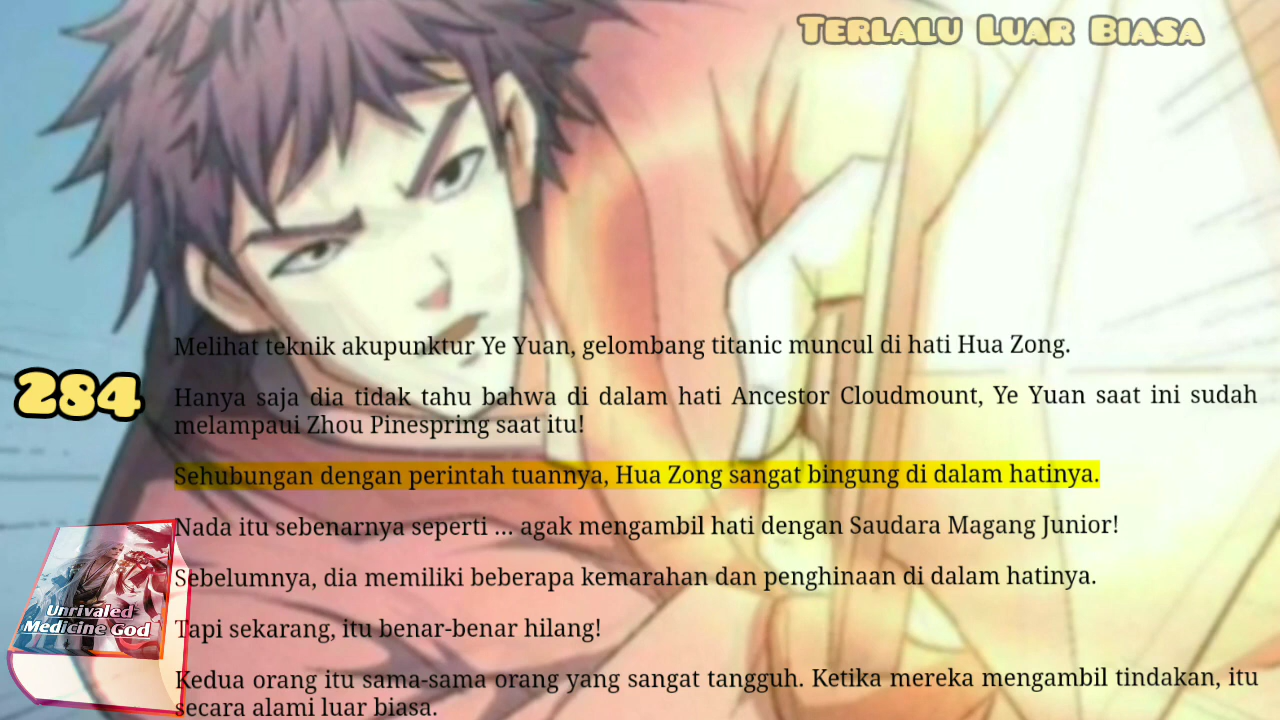 Terlalu Luar Biasa
Melihat teknik akupunktur Ye Yuan, gelombang titanic muncul di hati Hua Zong.
Hanya saja dia tidak tahu bahwa di dalam hati Ancestor Cloudmount, Ye Yuan saat ini sudah
melampaui Zhou Pinespring saat itu!
284
Sehubungan dengan perintah tuannya, Hua Zong sangat bingung di dalam hatinya.
Nada itu sebenarnya seperti ... agak mengambil hati dengan Saudara Magang Junior!
Sebelumnya, dia memiliki beberapa kemarahan dan penghinaan di dalam hatinya.
Unrivaled
Medicine God
Tapi sekarang, itu benar-benar hilang!
Kedua orang itu sama-sama orang yang sangat tangguh. Ketika mereka mengambil tindakan, itu
secara alami luar biasa.